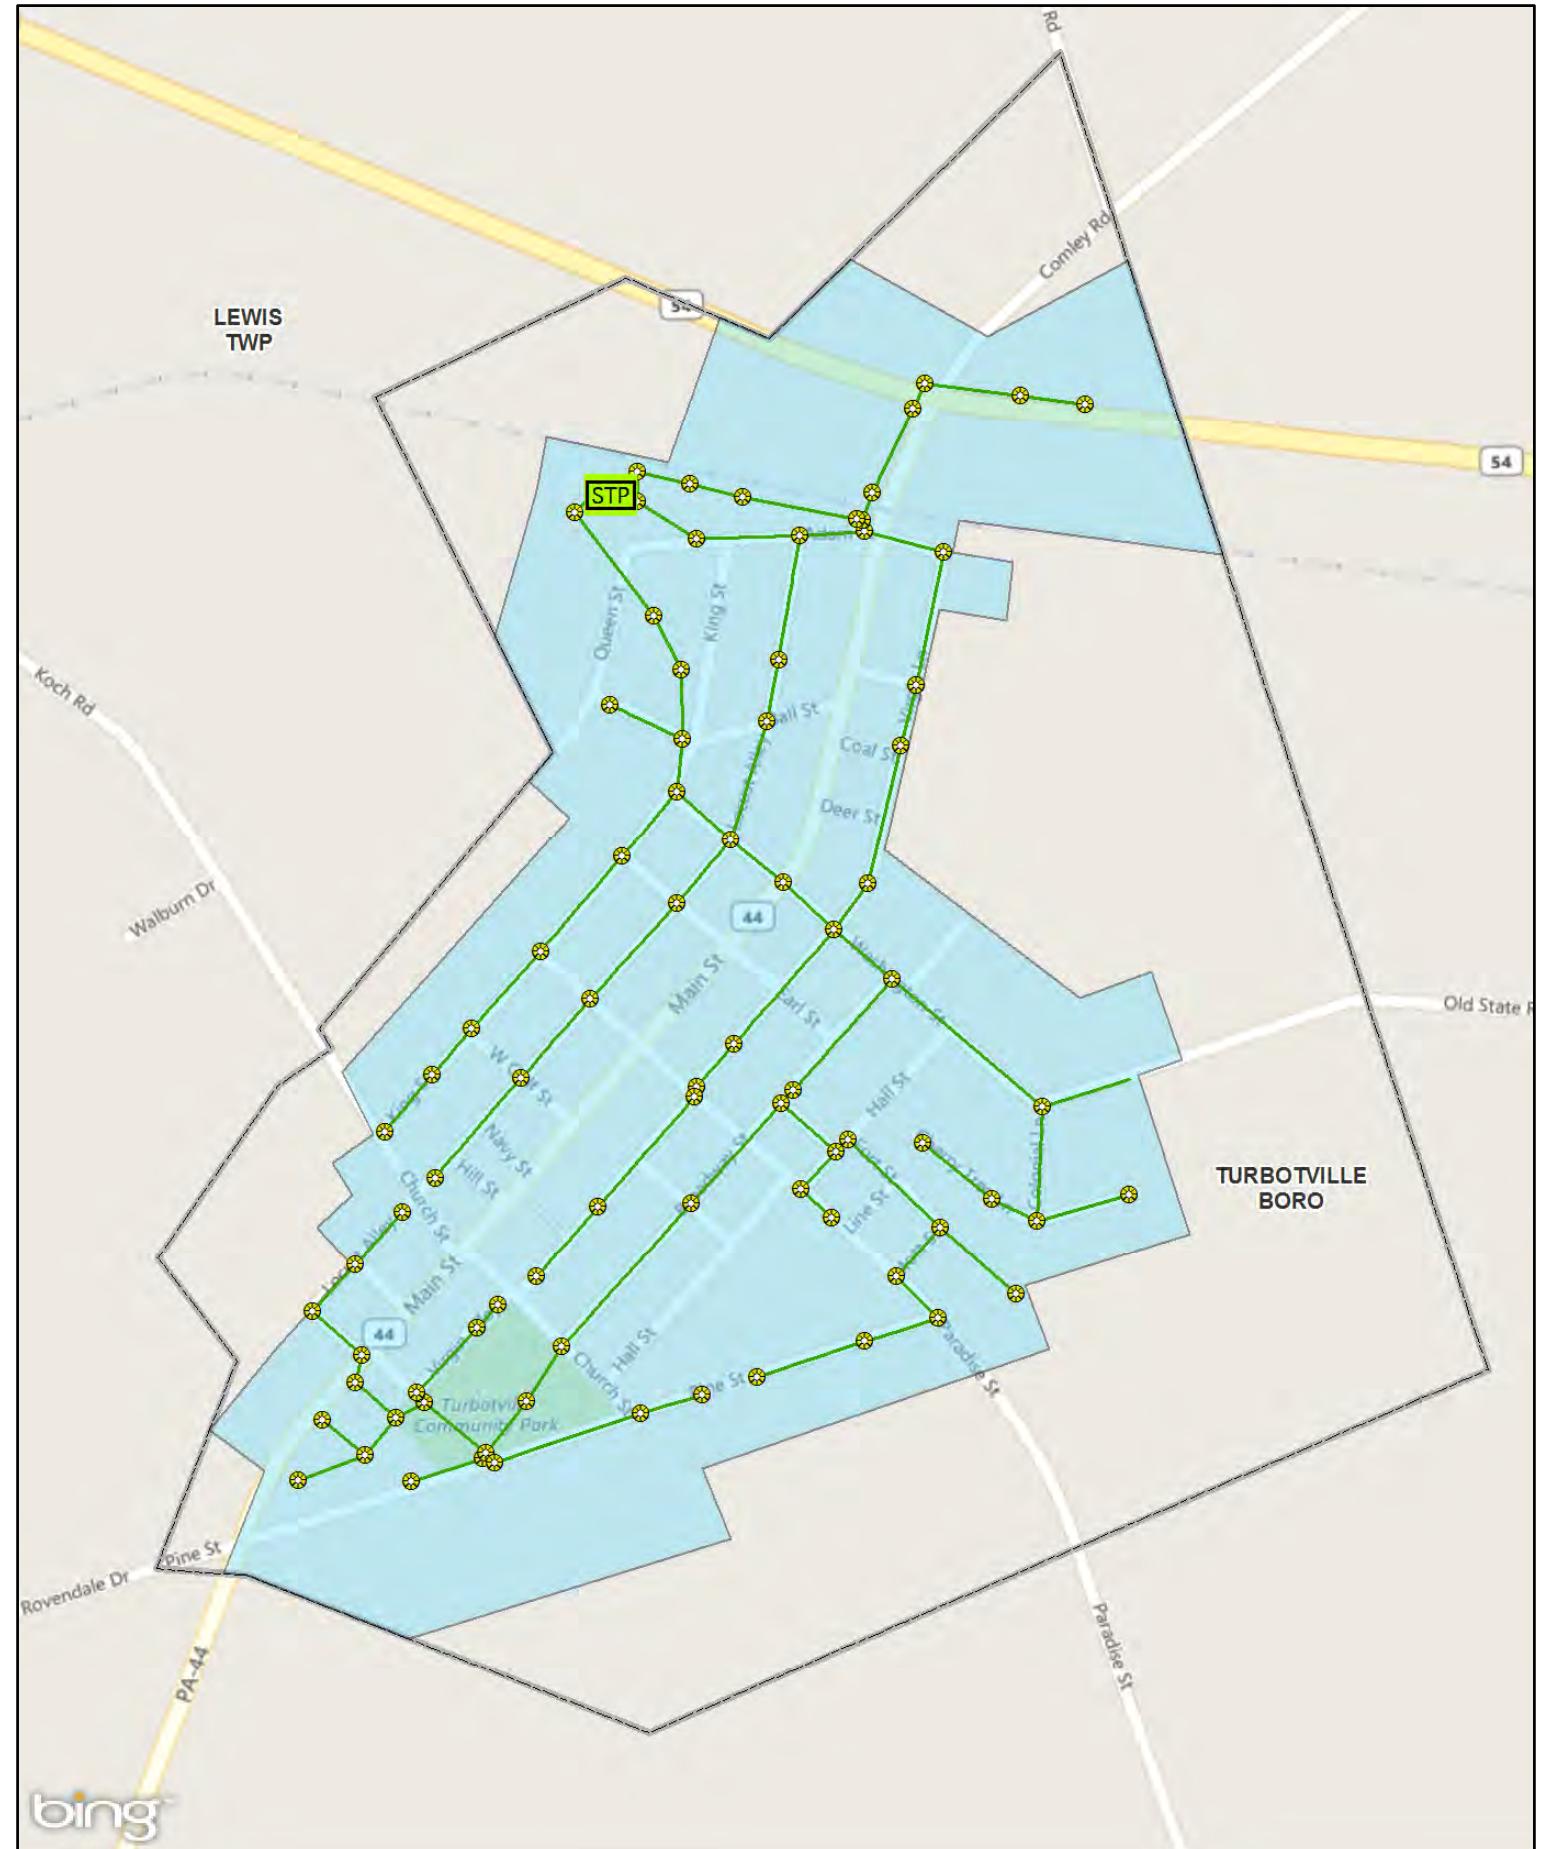 Rd
Comley Rd
LEWIS
TWP
54
54
STP
Queen St
King St
Koch Rd
Coal St
Deer St
Walburn Dr
44
Washington St
Main St
Earl St
Old State R
Navy St
Hill St
Hall St
Church St
Line St
TURBOTVILLE
BORO
Main St
44
Hall St
Church St
Paradise St
Community Park
Pine St
Rovendale Dr
PA-44
Paradise St
bing